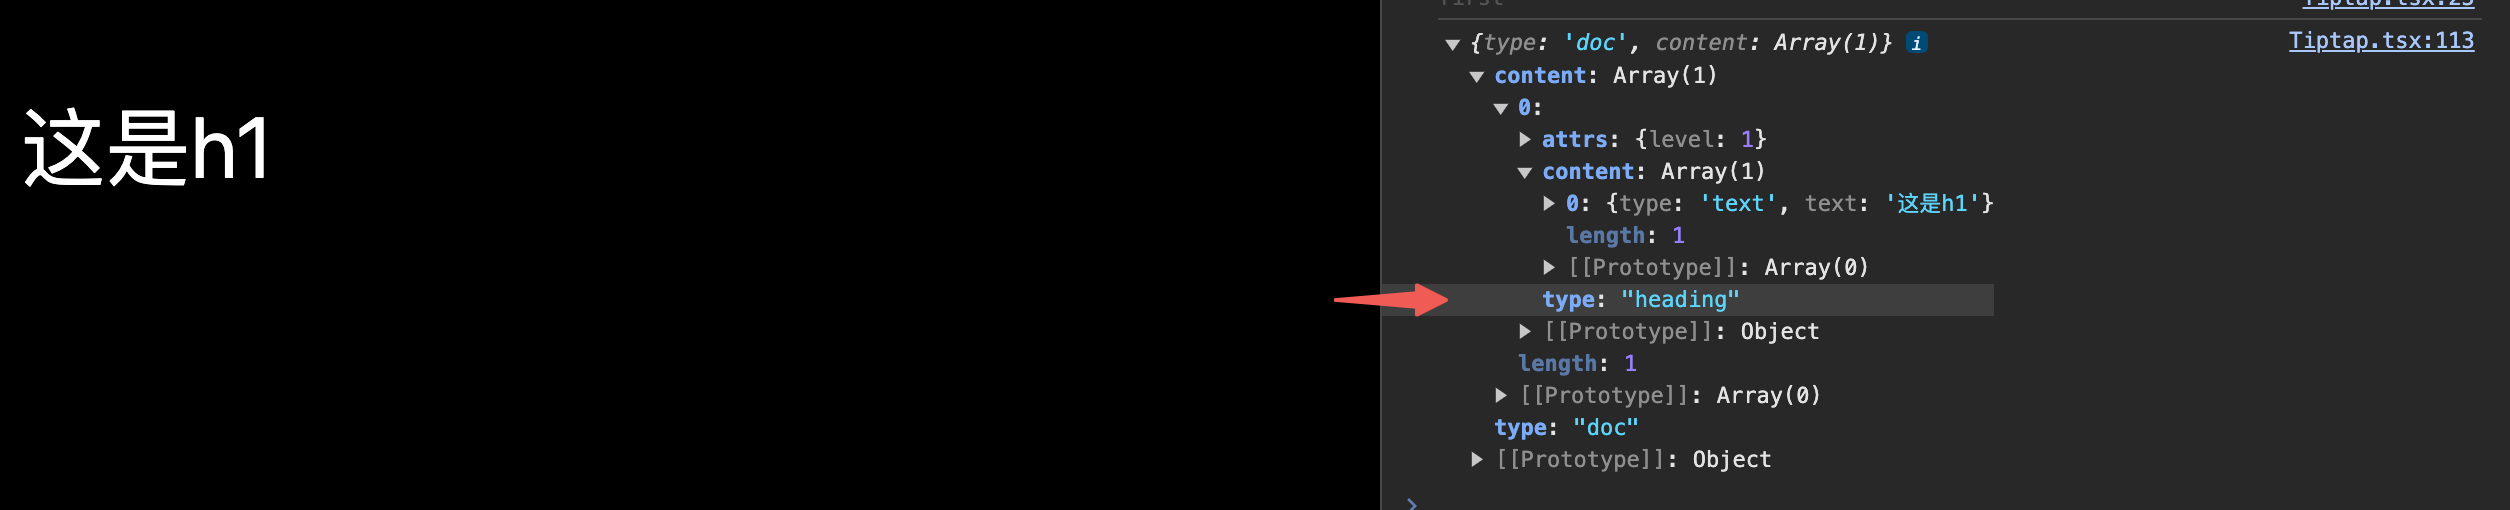 这是h1
first
Tiptap.tsx:25
▼ {type: 'doc', content: Array(1)} i
Tiptap.tsx:113
▼ content: Array(1)
▼ 0:
▶ attrs: {level: 1}
▼ content: Array(1)
▶ 0: {type: 'text', text: '这是h1'}
length: 1
▶ [[Prototype]]: Array(0)
type: "heading"
▶ [[Prototype]]: Object
length: 1
▶ [[Prototype]]: Array(0)
type: "doc"
▶ [[Prototype]]: Object